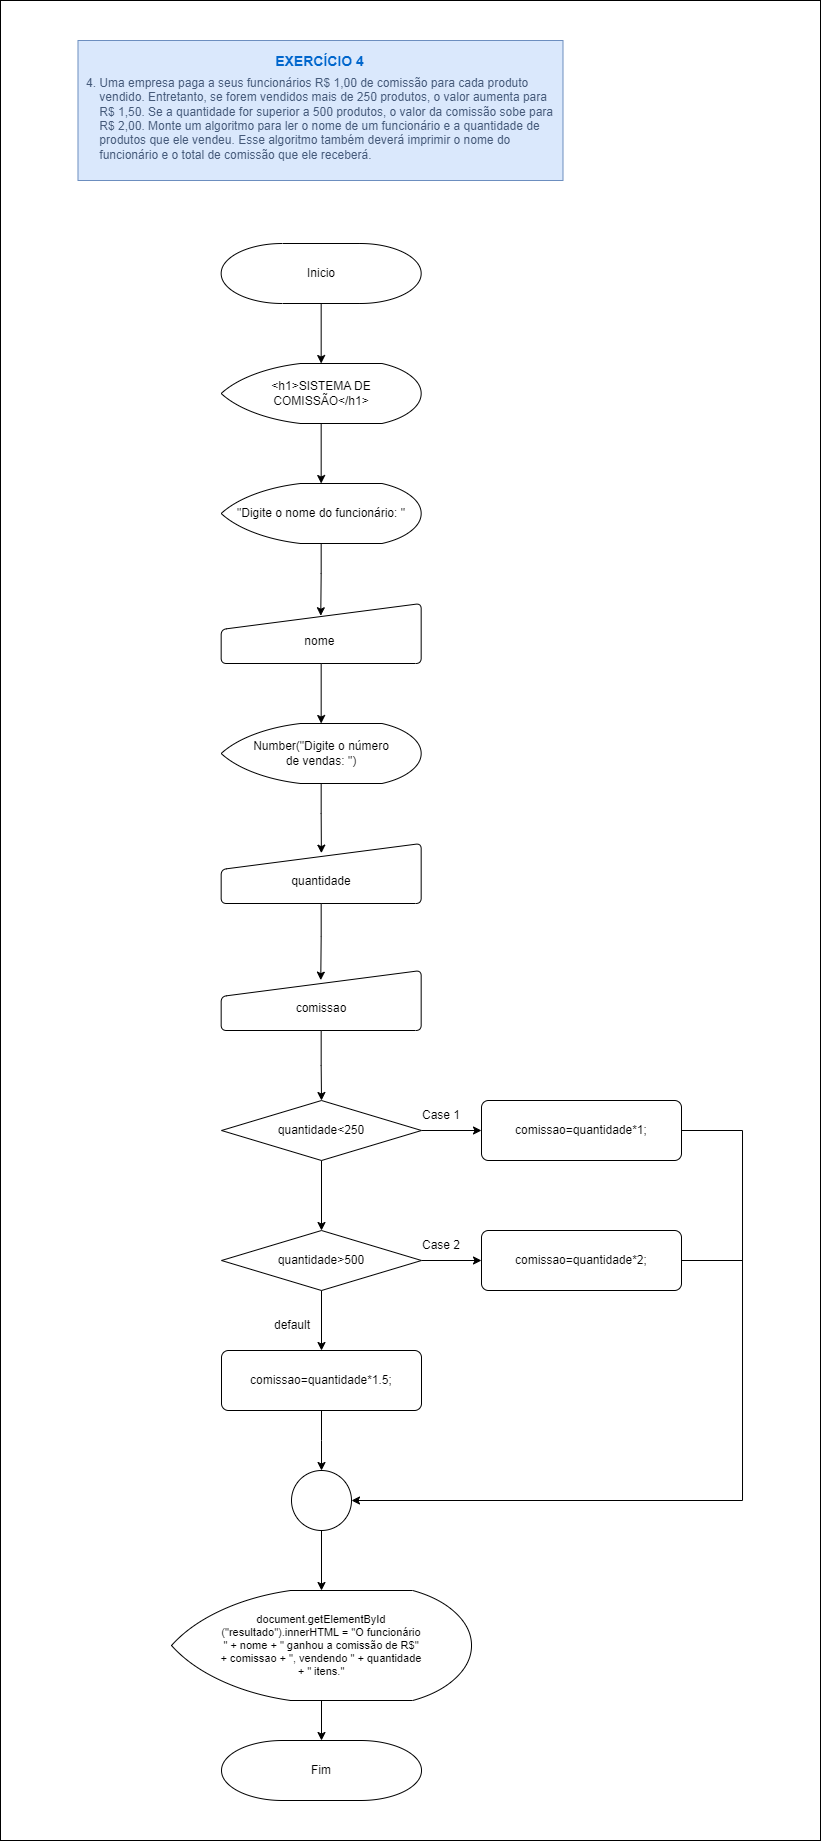 EXERCÍCIO 4
4. Uma empresa paga a seus funcionários R$ 1,00 de comissão para cada produto
vendido. Entretanto, se forem vendidos mais de 250 produtos, o valor aumenta para
R$ 1,50. Se a quantidade for superior a 500 produtos, o valor da comissão sobe para
R$ 2,00. Monte um algoritmo para ler o nome de um funcionário e a quantidade de
produtos que ele vendeu. Esse algoritmo também deverá imprimir o nome do
funcionário e o total de comissão que ele receberá.
Inicio
<h1>SISTEMA DE
COMISSÃO</h1>
"Digite o nome do funcionário: "
nome
Number("Digite o número
de vendas: ")
quantidade
comissao
quantidade<250
Case 1
comissao=quantidade*1;
quantidade>500
Case 2
comissao=quantidade*2;
default
comissao=quantidade*1.5;
document.getElementById
("resultado").innerHTML = "O funcionário
" + nome + " ganhou a comissão de R$"
+ comissao + ", vendendo " + quantidade
+ " itens."
Fim